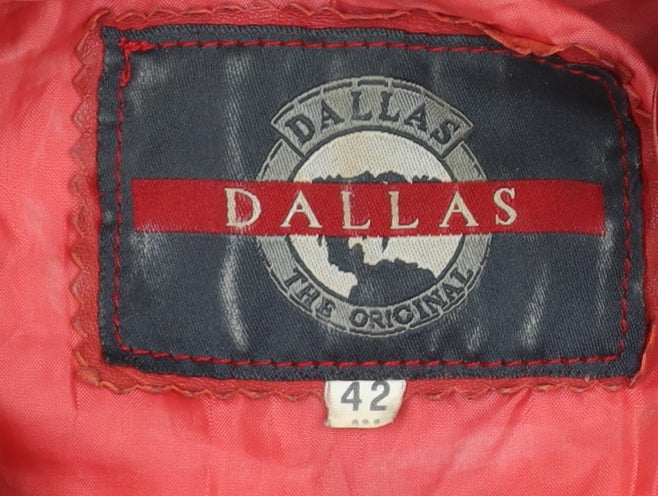 DALLAS
DALLAS
THE ORIGINAL
42